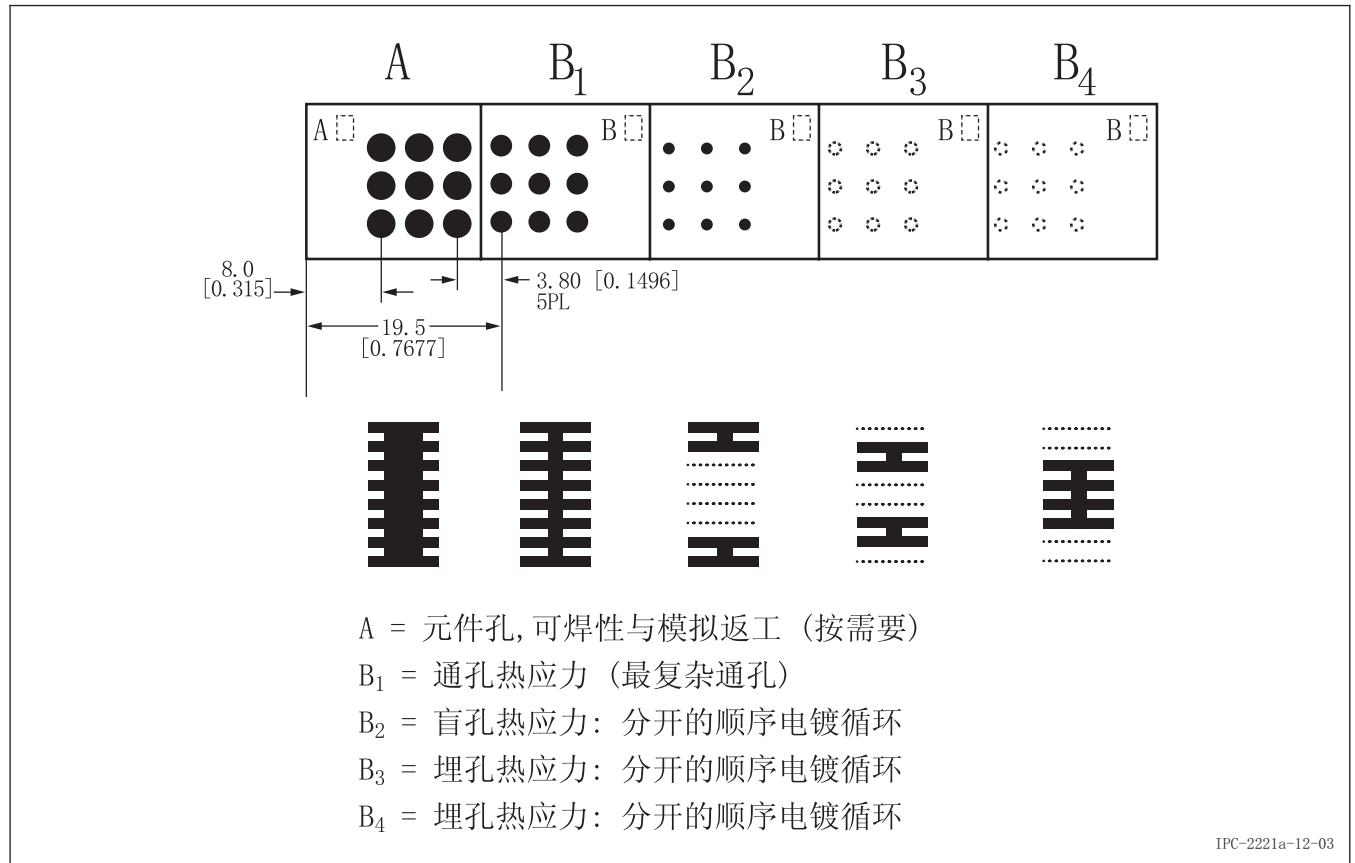 A B₁ B₂ B₃ B₄
A B B B B
8.0
[0.315]
3.80 [0.1496]
5PL
19.5
[0.7677]
A = 元件孔,可焊性与模拟返工 (按需要)
B₁ = 通孔热应力 (最复杂通孔)
B₂ = 盲孔热应力: 分开的顺序电镀循环
B₃ = 埋孔热应力: 分开的顺序电镀循环
B₄ = 埋孔热应力: 分开的顺序电镀循环
IPC-2221a-12-03